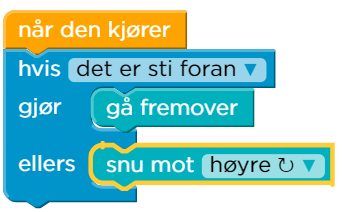 når den kjører
hvis det er sti foran ▼
gjør gå fremover
ellers snu mot høyre ↻ ▼